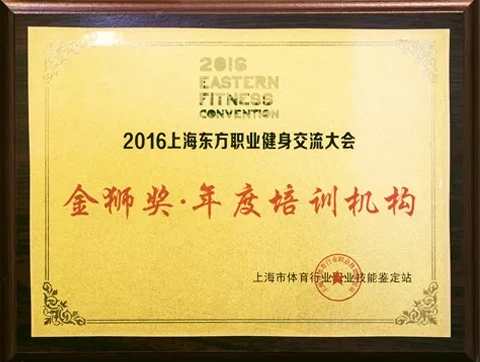 2016
EASTERN
FITNESS
CONVENTION
2016上海东方职业健身交流大会
金狮奖·年度培训机构
上海市体育行业职业技能鉴定站